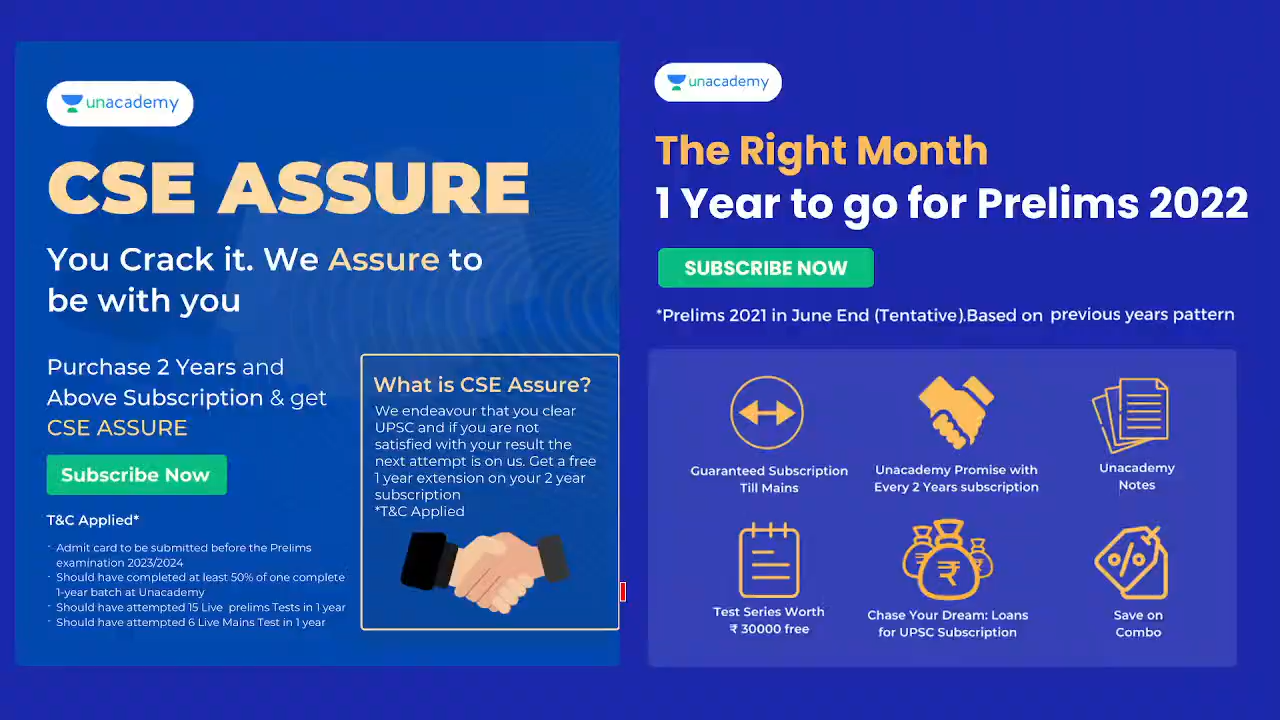 unacademy
CSE ASSURE
You Crack it. We Assure to
be with you
Purchase 2 Years and
Above Subscription & get
CSE ASSURE
Subscribe Now
T&C Applied*
· Admit card to be submitted before the Prelims
examination 2023/2024
· Should have completed at least 50% of one complete
1-year batch at Unacademy
· Should have attempted 15 Live prelims Tests in 1 year
· Should have attempted 6 Live Mains Test in 1 year
What is CSE Assure?
We endeavour that you clear
UPSC and if you are not
satisfied with your result the
next attempt is on us. Get a free
1 year extension on your 2 year
subscription
*T&C Applied
unacademy
The Right Month
1 Year to go for Prelims 2022
SUBSCRIBE NOW
*Prelims 2021 in June End (Tentative).Based on previous years pattern
Guaranteed Subscription
Till Mains
Unacademy Promise with
Every 2 Years subscription
Unacademy
Notes
Test Series Worth
₹ 30000 free
Chase Your Dream: Loans
for UPSC Subscription
Save on
Combo